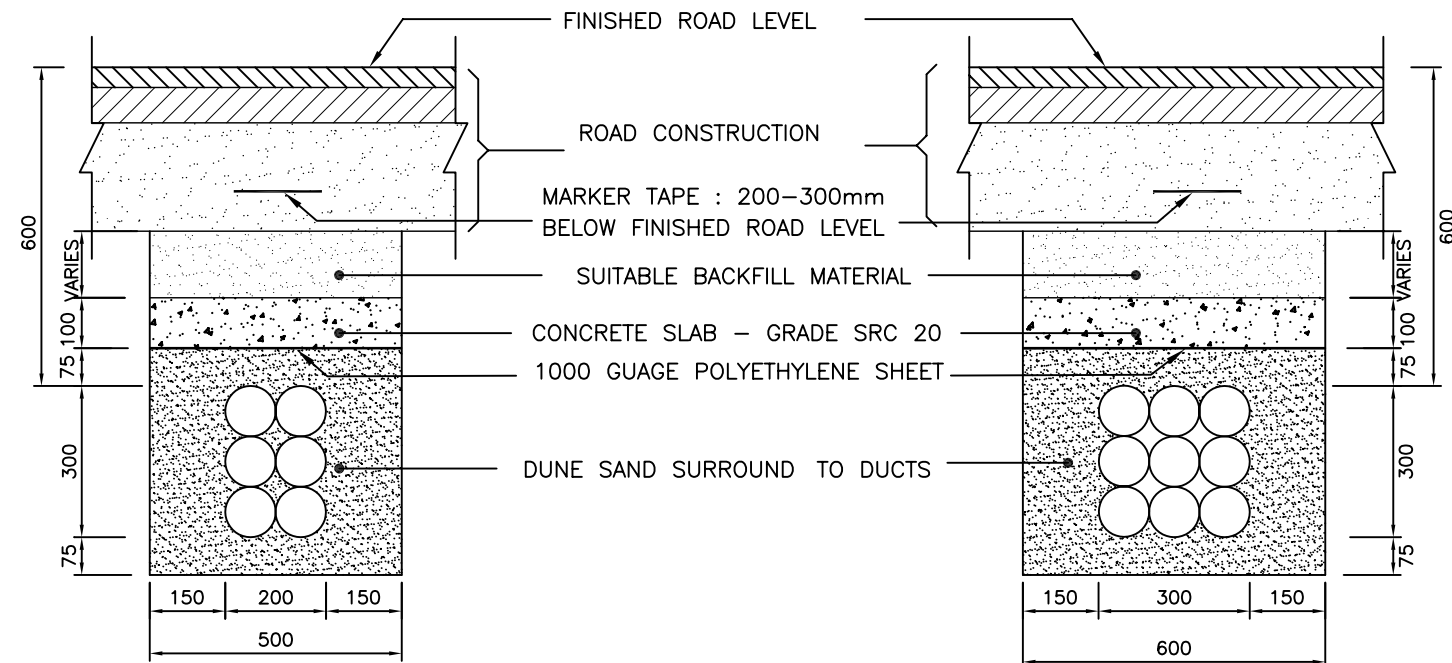 FINISHED ROAD LEVEL
ROAD CONSTRUCTION
MARKER TAPE : 200-300mm
BELOW FINISHED ROAD LEVEL
SUITABLE BACKFILL MATERIAL
CONCRETE SLAB - GRADE SRC 20
1000 GUAGE POLYETHYLENE SHEET
DUNE SAND SURROUND TO DUCTS
600
VARIES
100
75
300
75
150 200 150
500
600
VARIES
100
75
300
75
150 300 150
600